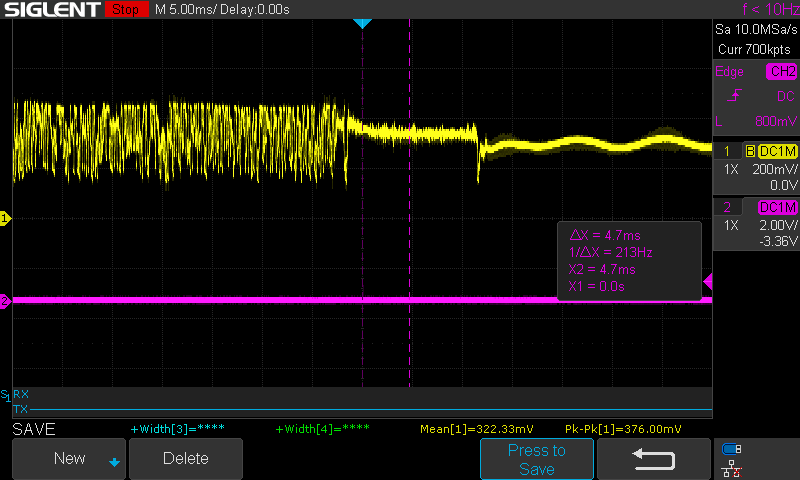 SIGLENT Stop M 5.00ms/ Delay:0.00s f < 10Hz
Sa 10.0MSa/s
Curr 700kpts
Edge CH2
DC
L 800mV
1 B DC1M
1X 200mV/
0.0V
2 DC1M
1X 2.00V/
-3.36V
1
ΔX = 4.7ms
1/ΔX = 213Hz
X2 = 4.7ms
X1 = 0.0s
2
S1 RX
TX
SAVE +Width[3]=**** +Width[4]=**** Mean[1]=322.33mV Pk-Pk[1]=376.00mV
New Delete Press to
Save